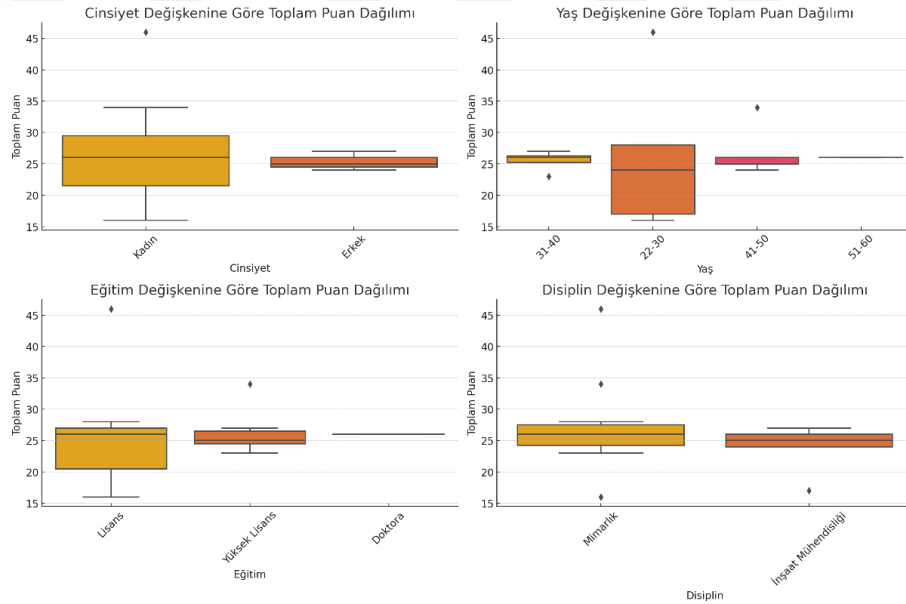 Cinsiyet Değişkenine Göre Toplam Puan Dağılımı
Toplam Puan
45
40
35
30
25
20
15
Kadın
Erkek
Cinsiyet
Yaş Değişkenine Göre Toplam Puan Dağılımı
Toplam Puan
45
40
35
30
25
20
15
31-40
22-30
41-50
51-60
Yaş
Eğitim Değişkenine Göre Toplam Puan Dağılımı
Toplam Puan
45
40
35
30
25
20
15
Lisans
Yüksek Lisans
Doktora
Eğitim
Disiplin Değişkenine Göre Toplam Puan Dağılımı
Toplam Puan
45
40
35
30
25
20
15
Mimarlık
İnşaat Mühendisliği
Disiplin